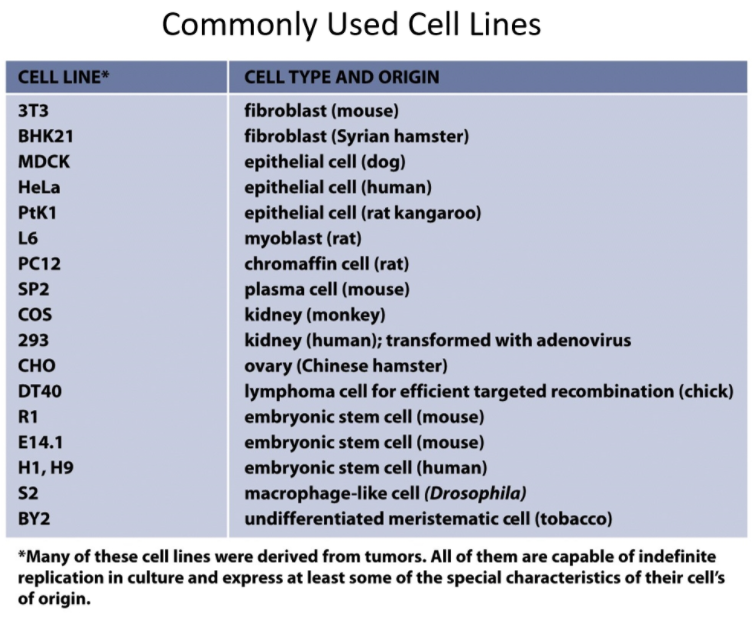 Commonly Used Cell Lines
CELL LINE* CELL TYPE AND ORIGIN
3T3 fibroblast (mouse)
BHK21 fibroblast (Syrian hamster)
MDCK epithelial cell (dog)
HeLa epithelial cell (human)
PtK1 epithelial cell (rat kangaroo)
L6 myoblast (rat)
PC12 chromaffin cell (rat)
SP2 plasma cell (mouse)
COS kidney (monkey)
293 kidney (human); transformed with adenovirus
CHO ovary (Chinese hamster)
DT40 lymphoma cell for efficient targeted recombination (chick)
R1 embryonic stem cell (mouse)
E14.1 embryonic stem cell (mouse)
H1, H9 embryonic stem cell (human)
S2 macrophage-like cell (Drosophila)
BY2 undifferentiated meristematic cell (tobacco)
*Many of these cell lines were derived from tumors. All of them are capable of indefinite
replication in culture and express at least some of the special characteristics of their cell’s
of origin.